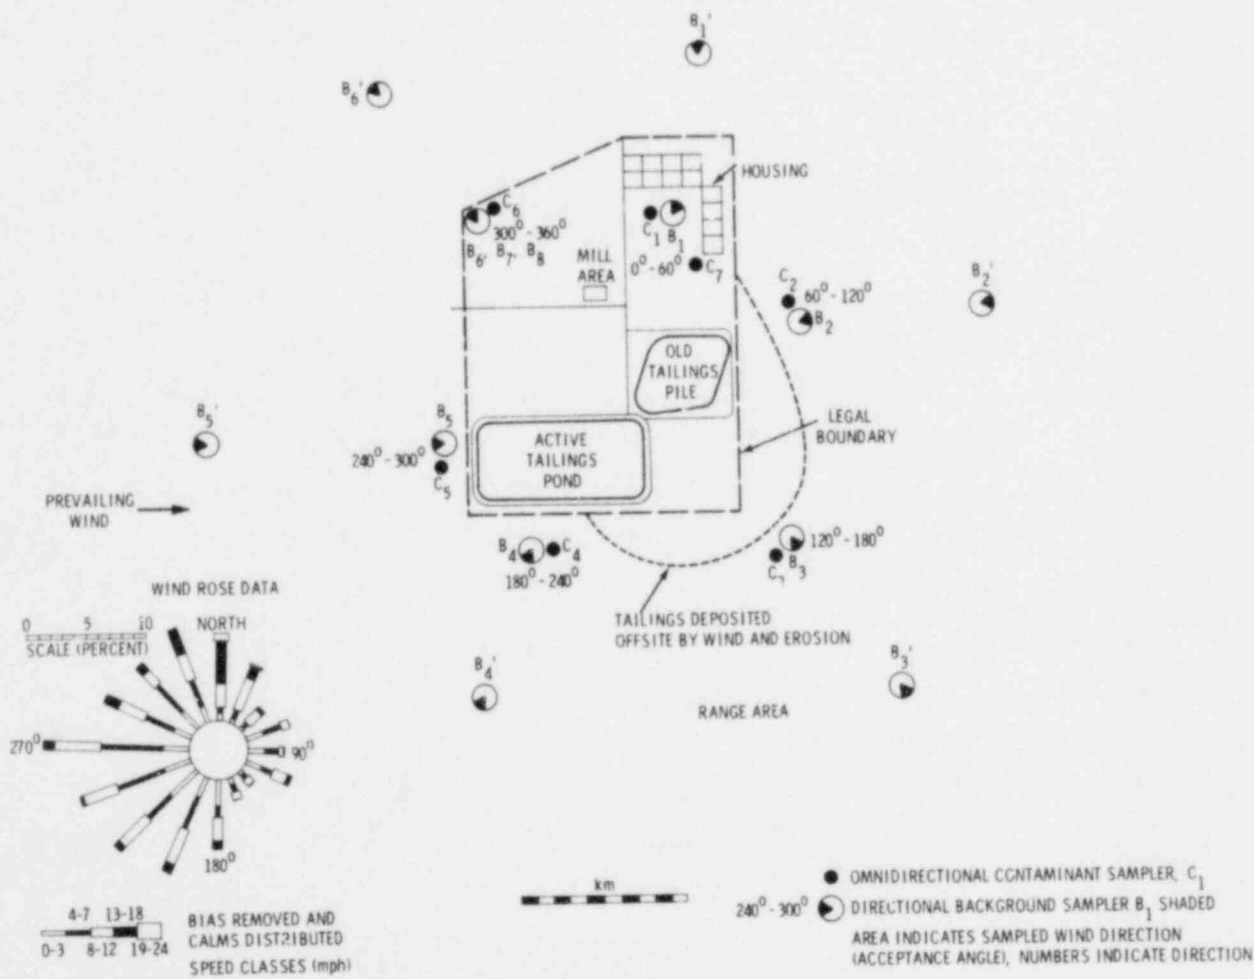 B1'
B6'
HOUSING
C6
300° - 360°
B6' B7' B8
C1 B1
MILL
AREA
0° - 60°
C7
C2
60° - 120°
B2
B2'
OLD
TAILINGS
PILE
B5'
B5
240° - 300°
C5
ACTIVE
TAILINGS
POND
LEGAL
BOUNDARY
PREVAILING
WIND
B4 C4
180° - 240°
120° - 180°
B3
WIND ROSE DATA
0 5 10
SCALE (PERCENT)
NORTH
TAILINGS DEPOSITED
OFFSITE BY WIND AND EROSION
B4'
B3'
RANGE AREA
270°
90°
180°
km
4-7 13-18
0-3 8-12 19-24
BIAS REMOVED AND
CALMS DISTRIBUTED
SPEED CLASSES (mph)
OMNIDIRECTIONAL CONTAMINANT SAMPLER, C1
240° - 300° DIRECTIONAL BACKGROUND SAMPLER B1 SHADED
AREA INDICATES SAMPLED WIND DIRECTION
(ACCEPTANCE ANGLE), NUMBERS INDICATE DIRECTION